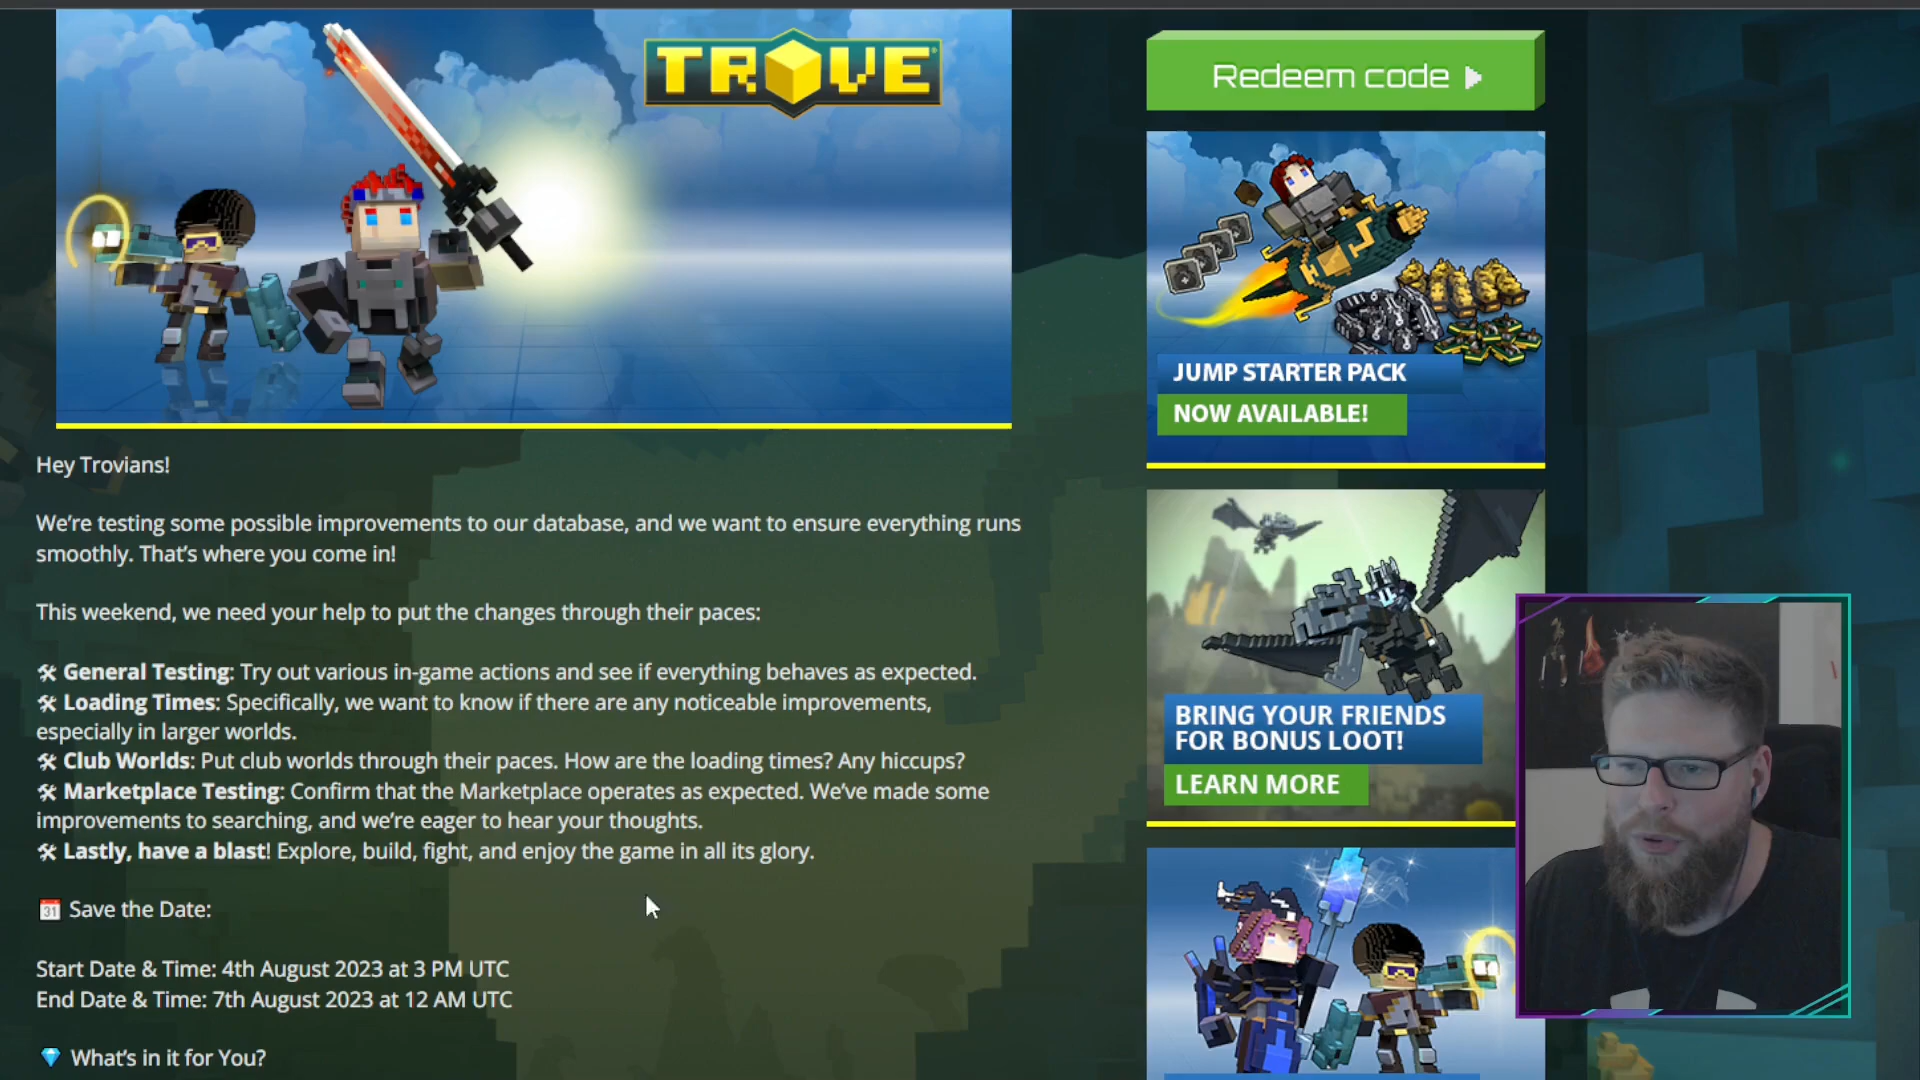 TROVE
Redeem code
JUMP STARTER PACK
NOW AVAILABLE!
Hey Trovians!
We're testing some possible improvements to our database, and we want to ensure everything runs
smoothly. That's where you come in!
This weekend, we need your help to put the changes through their paces:
🛠 General Testing: Try out various in-game actions and see if everything behaves as expected.
🛠 Loading Times: Specifically, we want to know if there are any noticeable improvements,
especially in larger worlds.
🛠 Club Worlds: Put club worlds through their paces. How are the loading times? Any hiccups?
🛠 Marketplace Testing: Confirm that the Marketplace operates as expected. We've made some
improvements to searching, and we're eager to hear your thoughts.
🛠 Lastly, have a blast! Explore, build, fight, and enjoy the game in all its glory.
BRING YOUR FRIENDS
FOR BONUS LOOT!
LEARN MORE
📅 Save the Date:
Start Date & Time: 4th August 2023 at 3 PM UTC
End Date & Time: 7th August 2023 at 12 AM UTC
💎 What's in it for You?